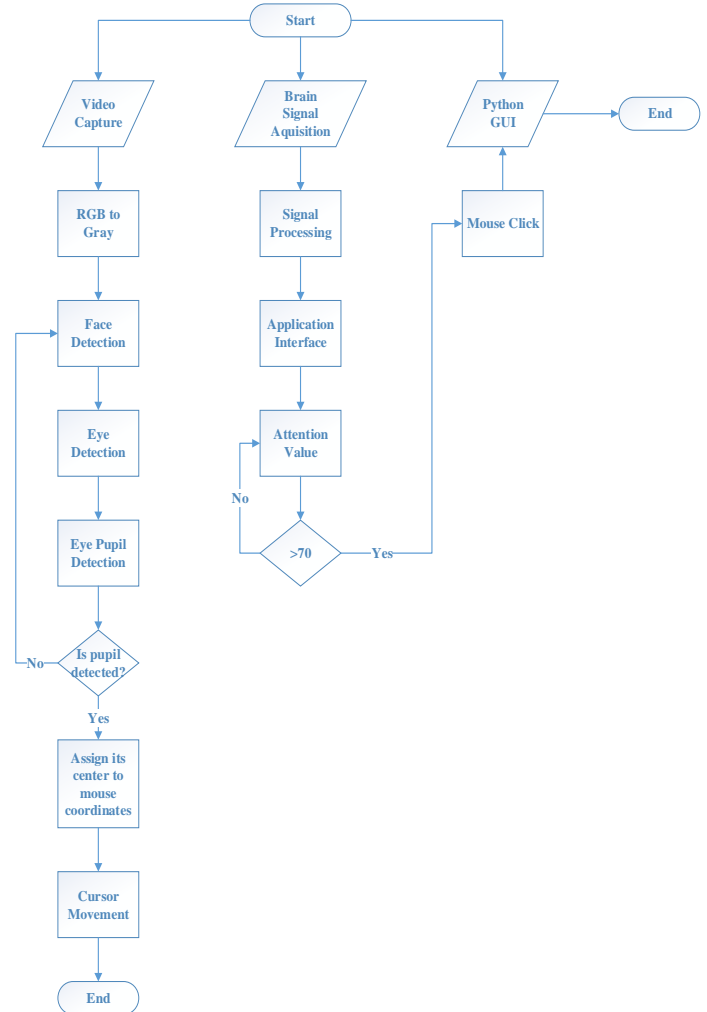 Start
Video
Capture
Brain
Signal
Aquisition
Python
GUI
End
RGB to
Gray
Signal
Processing
Mouse Click
Face
Detection
Application
Interface
Eye
Detection
Attention
Value
No
Eye Pupil
Detection
>70
Yes
Is pupil
detected?
No
Yes
Assign its
center to
mouse
coordinates
Cursor
Movement
End